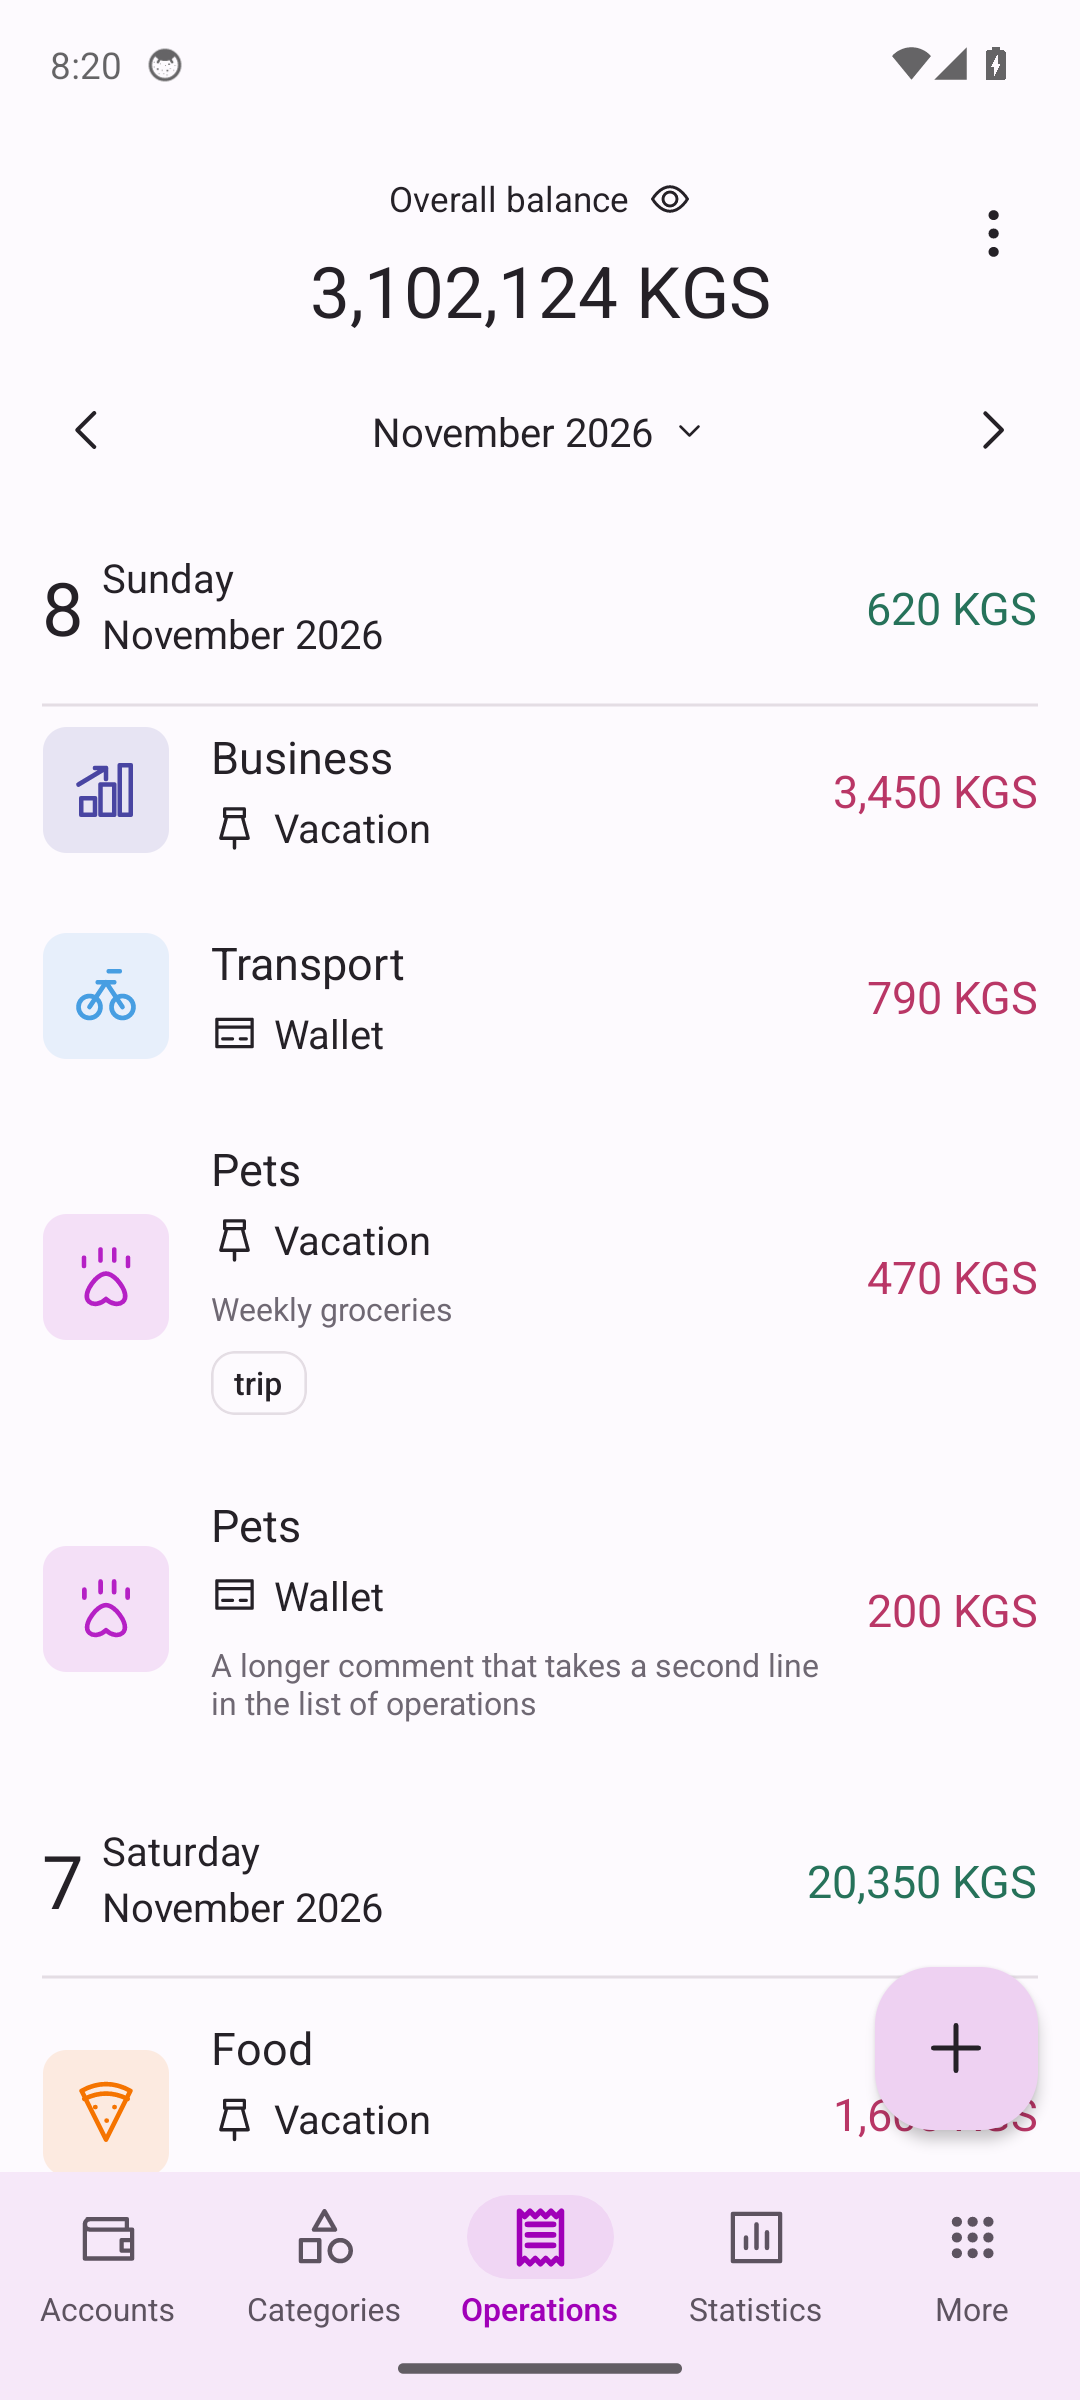 8:20
Overall balance
3,102,124 KGS
November 2026
8
Sunday
November 2026
620 KGS
Business
Vacation
3,450 KGS
Transport
Wallet
790 KGS
Pets
Vacation
Weekly groceries
trip
470 KGS
Pets
Wallet
A longer comment that takes a second line
in the list of operations
200 KGS
7
Saturday
November 2026
20,350 KGS
Food
Vacation
Accounts
Categories
Operations
Statistics
More